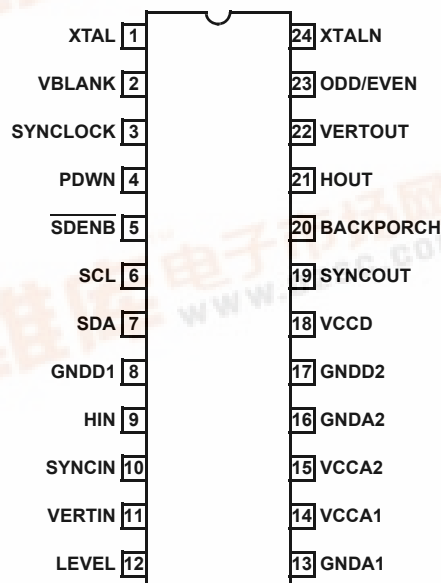 XTAL 1 24 XTALN
VBLANK 2 23 ODD/EVEN
SYNCLOCK 3 22 VERTOUT
PDWN 4 21 HOUT
SDENB 5 20 BACKPORCH
SCL 6 19 SYNCOUT
SDA 7 18 VCCD
GNDD1 8 17 GNDD2
HIN 9 16 GNDA2
SYNCIN 10 15 VCCA2
VERTIN 11 14 VCCA1
LEVEL 12 13 GNDA1